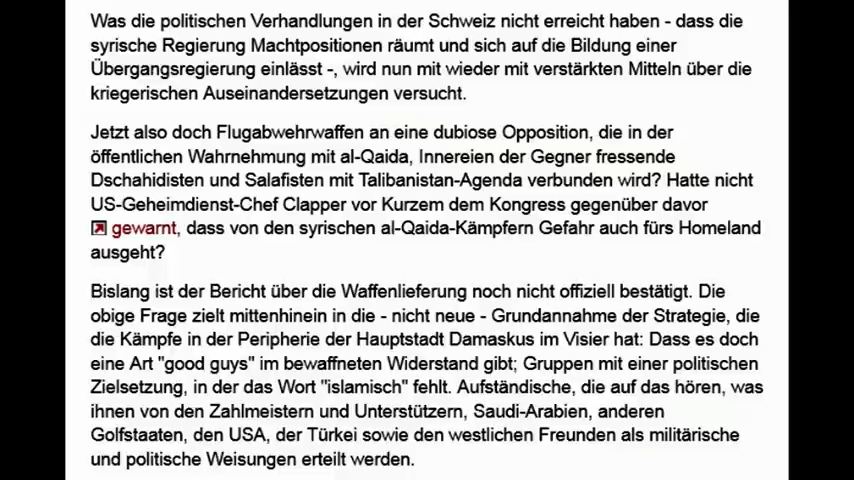 Was die politischen Verhandlungen in der Schweiz nicht erreicht haben - dass die
syrische Regierung Machtpositionen räumt und sich auf die Bildung einer
Übergangsregierung einlässt -, wird nun mit wieder mit verstärkten Mitteln über die
kriegerischen Auseinandersetzungen versucht.
Jetzt also doch Flugabwehrwaffen an eine dubiose Opposition, die in der
öffentlichen Wahrnehmung mit al-Qaida, Innereien der Gegner fressende
Dschahidisten und Salafisten mit Talibanistan-Agenda verbunden wird? Hatte nicht
US-Geheimdienst-Chef Clapper vor Kurzem dem Kongress gegenüber davor
gewarnt, dass von den syrischen al-Qaida-Kämpfern Gefahr auch fürs Homeland
ausgeht?
Bislang ist der Bericht über die Waffenlieferung noch nicht offiziell bestätigt. Die
obige Frage zielt mittenhinein in die - nicht neue - Grundannahme der Strategie, die
die Kämpfe in der Peripherie der Hauptstadt Damaskus im Visier hat: Dass es doch
eine Art "good guys" im bewaffneten Widerstand gibt; Gruppen mit einer politischen
Zielsetzung, in der das Wort "islamisch" fehlt. Aufständische, die auf das hören, was
ihnen von den Zahlmeistern und Unterstützern, Saudi-Arabien, anderen
Golfstaaten, den USA, der Türkei sowie den westlichen Freunden als militärische
und politische Weisungen erteilt werden.